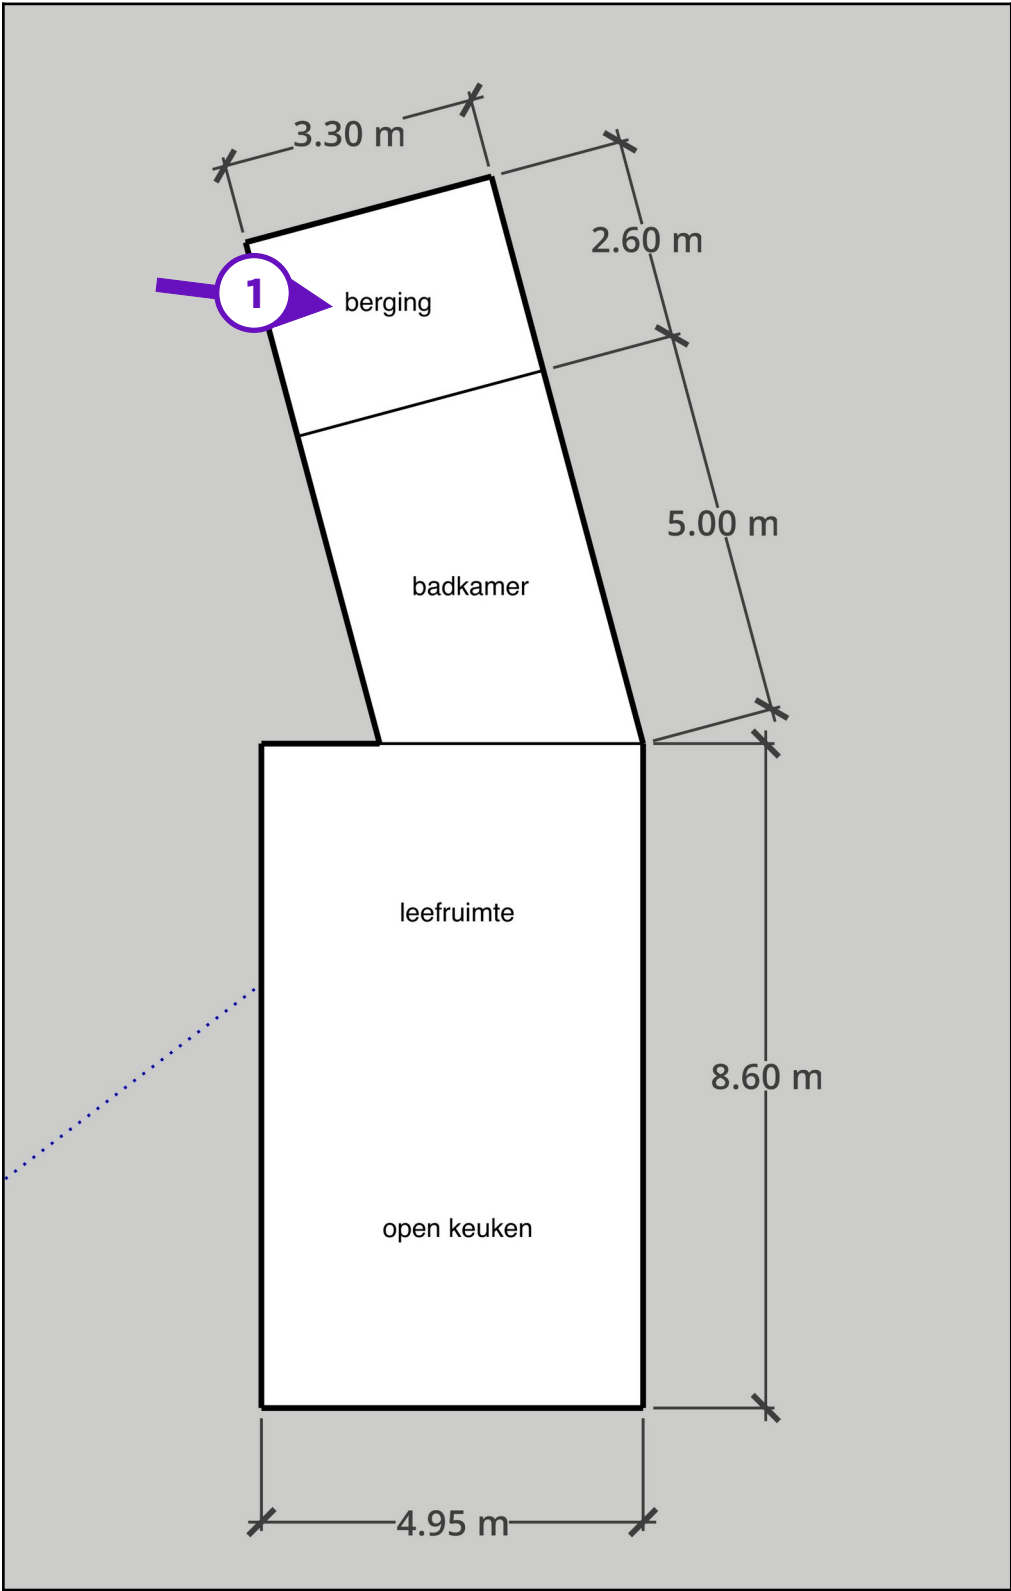 3.30 m
2.60 m
1
berging
5.00 m
badkamer
leefruimte
8.60 m
open keuken
4.95 m